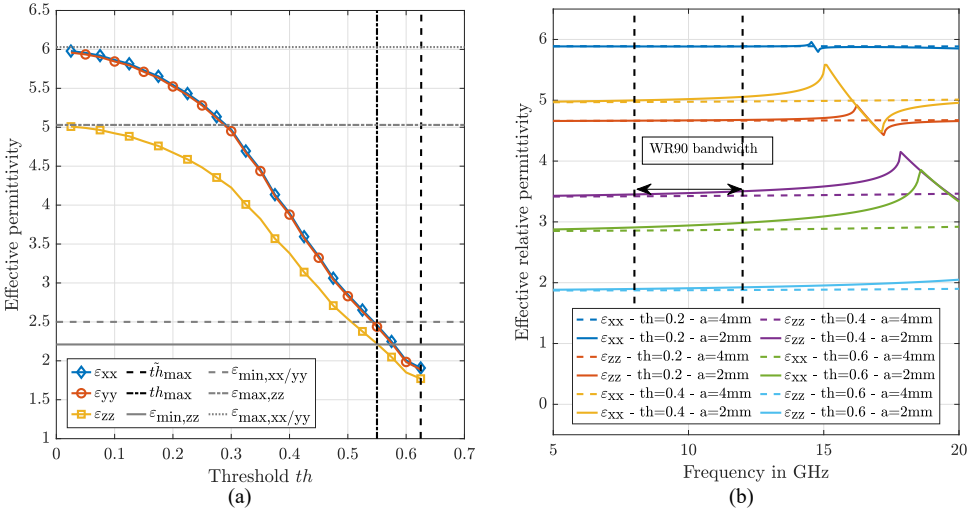 (a)
Effective permittivity
6.5
6
5.5
5
4.5
4
3.5
3
2.5
2
1.5
1
εxx
εyy
εzz
t̃hmax
thmax
εmin,zz
εmin,xx/yy
εmax,zz
εmax,xx/yy
0 0.1 0.2 0.3 0.4 0.5 0.6 0.7
Threshold th
(a)
(b)
Effective relative permittivity
6
5
4
3
2
1
0
WR90 bandwidth
εxx - th=0.2 - a=4mm
εxx - th=0.2 - a=2mm
εzz - th=0.2 - a=4mm
εzz - th=0.2 - a=2mm
εxx - th=0.4 - a=4mm
εxx - th=0.4 - a=2mm
εzz - th=0.4 - a=4mm
εzz - th=0.4 - a=2mm
εxx - th=0.6 - a=4mm
εxx - th=0.6 - a=2mm
εzz - th=0.6 - a=4mm
εzz - th=0.6 - a=2mm
5 10 15 20
Frequency in GHz
(b)